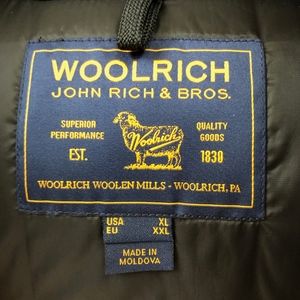 WOOLRICH
JOHN RICH & BROS.
SUPERIOR PERFORMANCE
QUALITY GOODS
Woolrich
EST. 1830
WOOLRICH WOOLEN MILLS - WOOLRICH, PA
USA XL
EU XXL
MADE IN
MOLDOVA